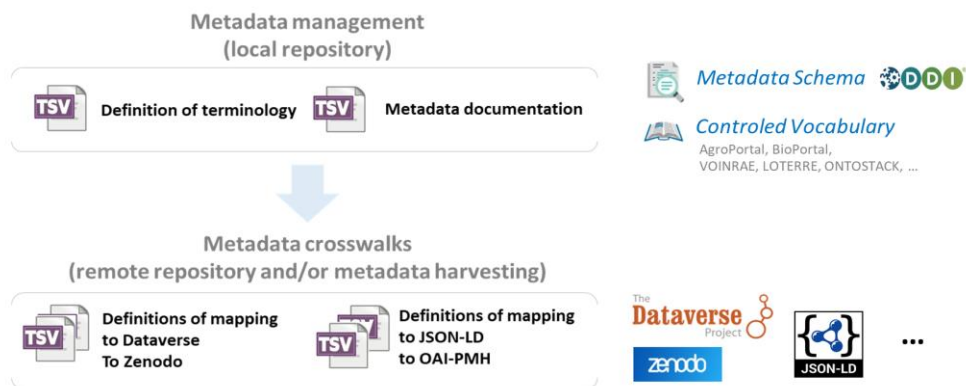 Metadata management
(local repository)
TSV
Definition of terminology
TSV
Metadata documentation
Metadata Schema
DDI
Controled Vocabulary
AgroPortal, BioPortal,
VOINRAE, LOTERRE, ONTOSTACK, ...
Metadata crosswalks
(remote repository and/or metadata harvesting)
TSV
Definitions of mapping
to Dataverse
To Zenodo
TSV
Definitions of mapping
to JSON-LD
to OAI-PMH
The
Dataverse
Project
zenodo
JSON-LD
...